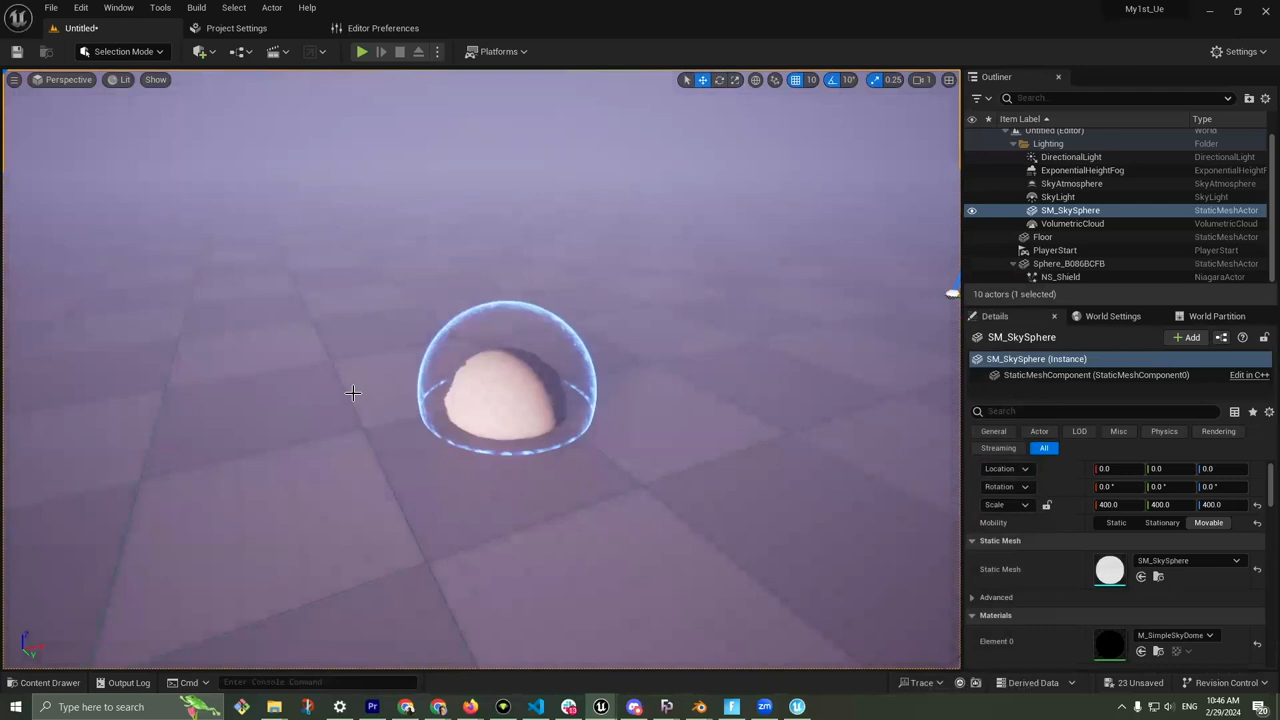 File Edit Window Tools Build Select Actor Help
My1st_Ue
Untitled•
Project Settings
Editor Preferences
Selection Mode
Platforms
Settings
Perspective
Lit
Show
10
10°
0.25
1
Outliner
Search...
Item Label
Type
Untitled (Editor)
World
Lighting
Folder
DirectionalLight
DirectionalLight
ExponentialHeightFog
ExponentialHeightF
SkyAtmosphere
SkyAtmosphere
SkyLight
SkyLight
SM_SkySphere
StaticMeshActor
VolumetricCloud
VolumetricCloud
Floor
StaticMeshActor
PlayerStart
PlayerStart
Sphere_B086BCFB
StaticMeshActor
NS_Shield
NiagaraActor
10 actors (1 selected)
Details
World Settings
World Partition
SM_SkySphere
Add
SM_SkySphere (Instance)
StaticMeshComponent (StaticMeshComponent0)
Edit in C++
Search
General
Actor
LOD
Misc
Physics
Rendering
Streaming
All
Location
0.0
0.0
0.0
Rotation
0.0 °
0.0 °
0.0 °
Scale
400.0
400.0
400.0
Mobility
Static
Stationary
Movable
Static Mesh
Static Mesh
SM_SkySphere
Advanced
Materials
Element 0
M_SimpleSkyDome
Z
Y
Content Drawer
Output Log
Cmd
Enter Console Command
Trace
Derived Data
23 Unsaved
Revision Control
Type here to search
Pr
zm
10:46 AM
2/29/2024